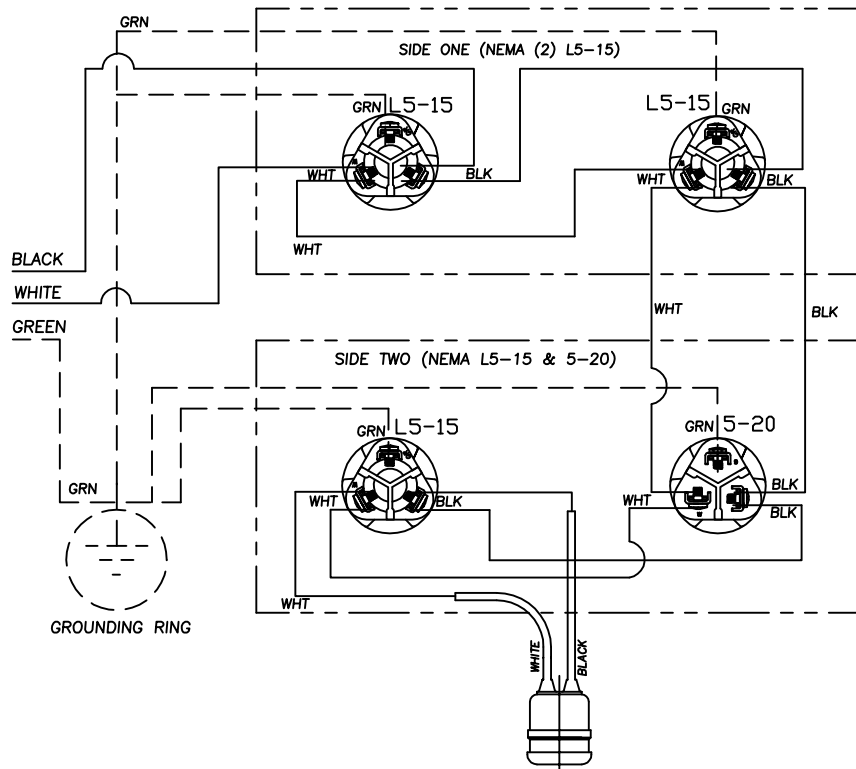 GRN
SIDE ONE (NEMA (2) L5-15)
GRN L5-15
L5-15 GRN
WHT
BLK
WHT
BLK
WHT
BLACK
WHITE
GREEN
WHT
BLK
SIDE TWO (NEMA L5-15 & 5-20)
GRN L5-15
GRN 5-20
GRN
WHT
BLK
WHT
BLK
BLK
WHT
GROUNDING RING
WHITE
BLACK